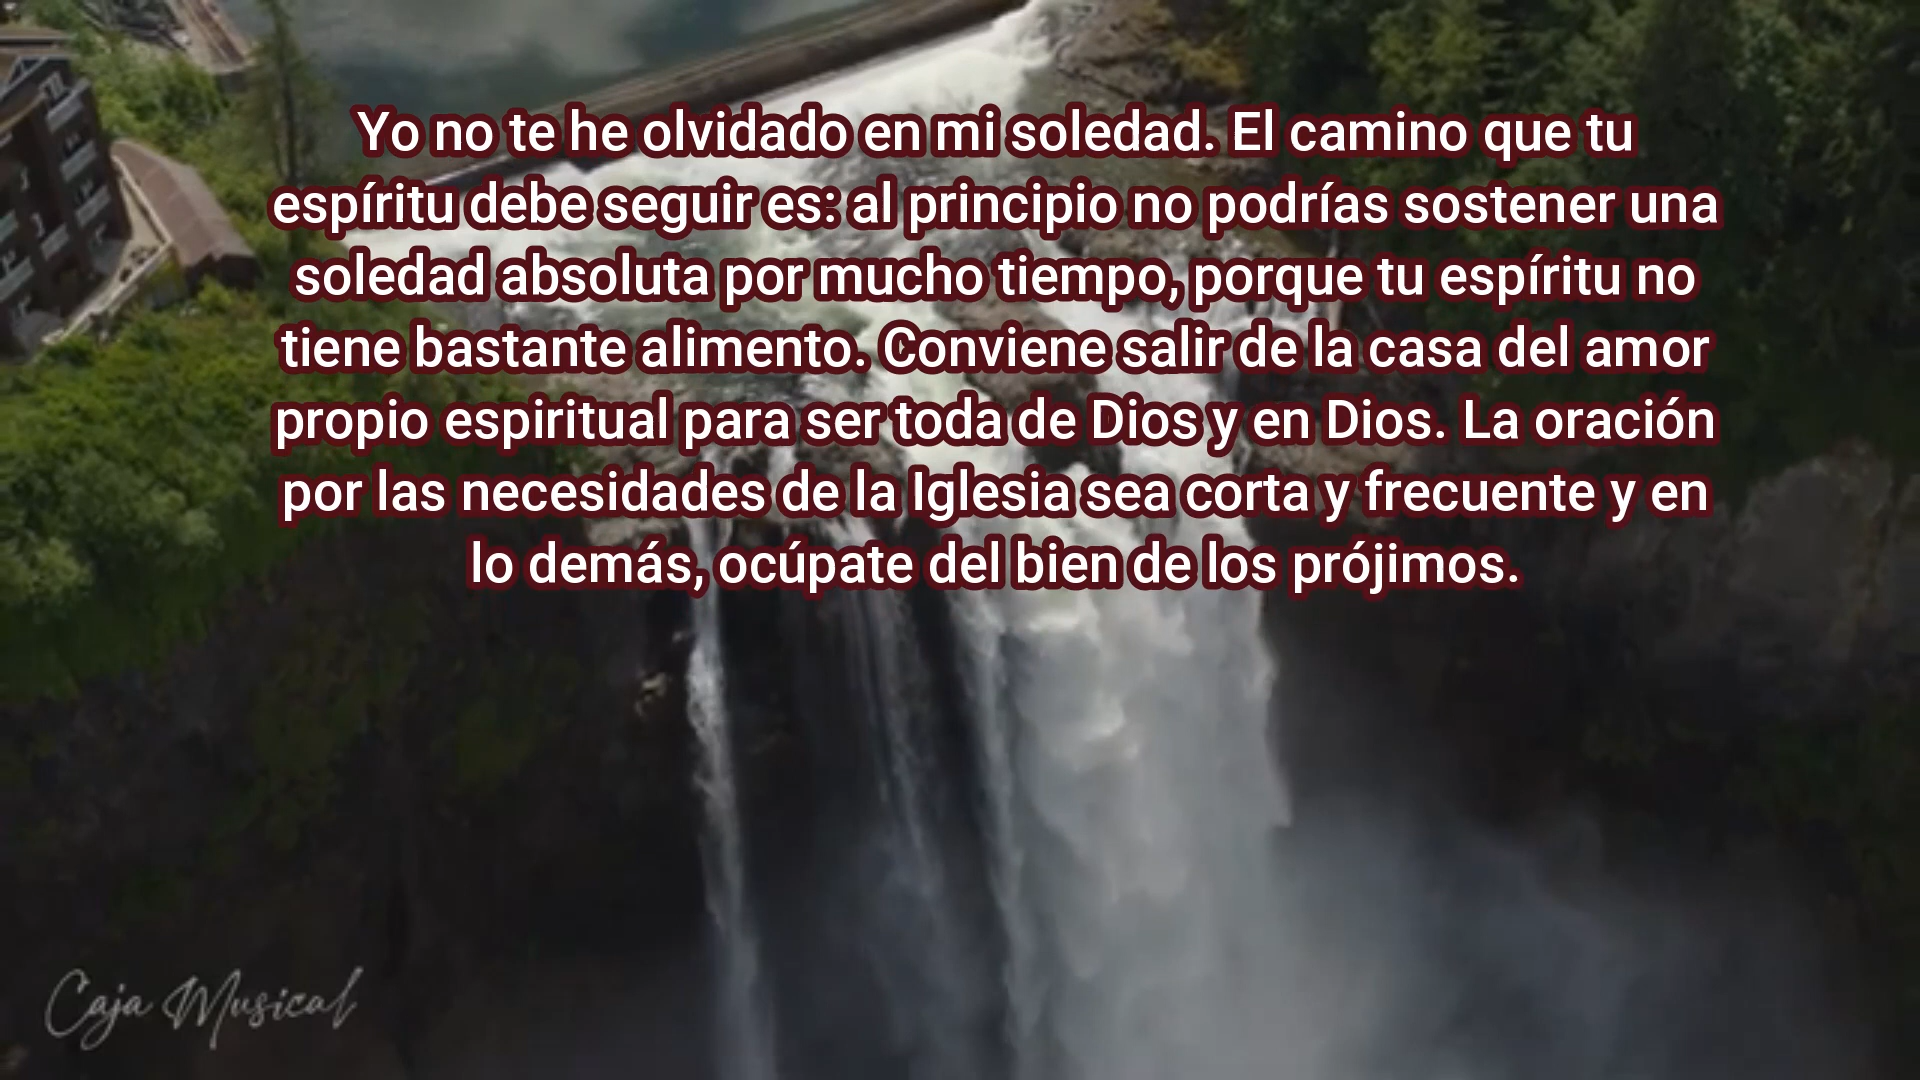 Yo no te he olvidado en mi soledad. El camino que tu
espíritu debe seguir es: al principio no podrías sostener una
soledad absoluta por mucho tiempo, porque tu espíritu no
tiene bastante alimento. Conviene salir de la casa del amor
propio espiritual para ser toda de Dios y en Dios. La oración
por las necesidades de la Iglesia sea corta y frecuente y en
lo demás, ocúpate del bien de los prójimos.
Caja Musical